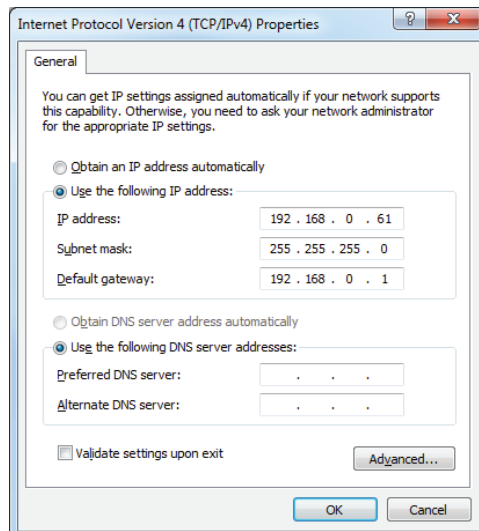 Internet Protocol Version 4 (TCP/IPv4) Properties
General
You can get IP settings assigned automatically if your network supports
this capability. Otherwise, you need to ask your network administrator
for the appropriate IP settings.
Obtain an IP address automatically
Use the following IP address:
IP address: 192 . 168 . 0 . 61
Subnet mask: 255 . 255 . 255 . 0
Default gateway: 192 . 168 . 0 . 1
Obtain DNS server address automatically
Use the following DNS server addresses:
Preferred DNS server: . . .
Alternate DNS server: . . .
Validate settings upon exit
Advanced...
OK Cancel